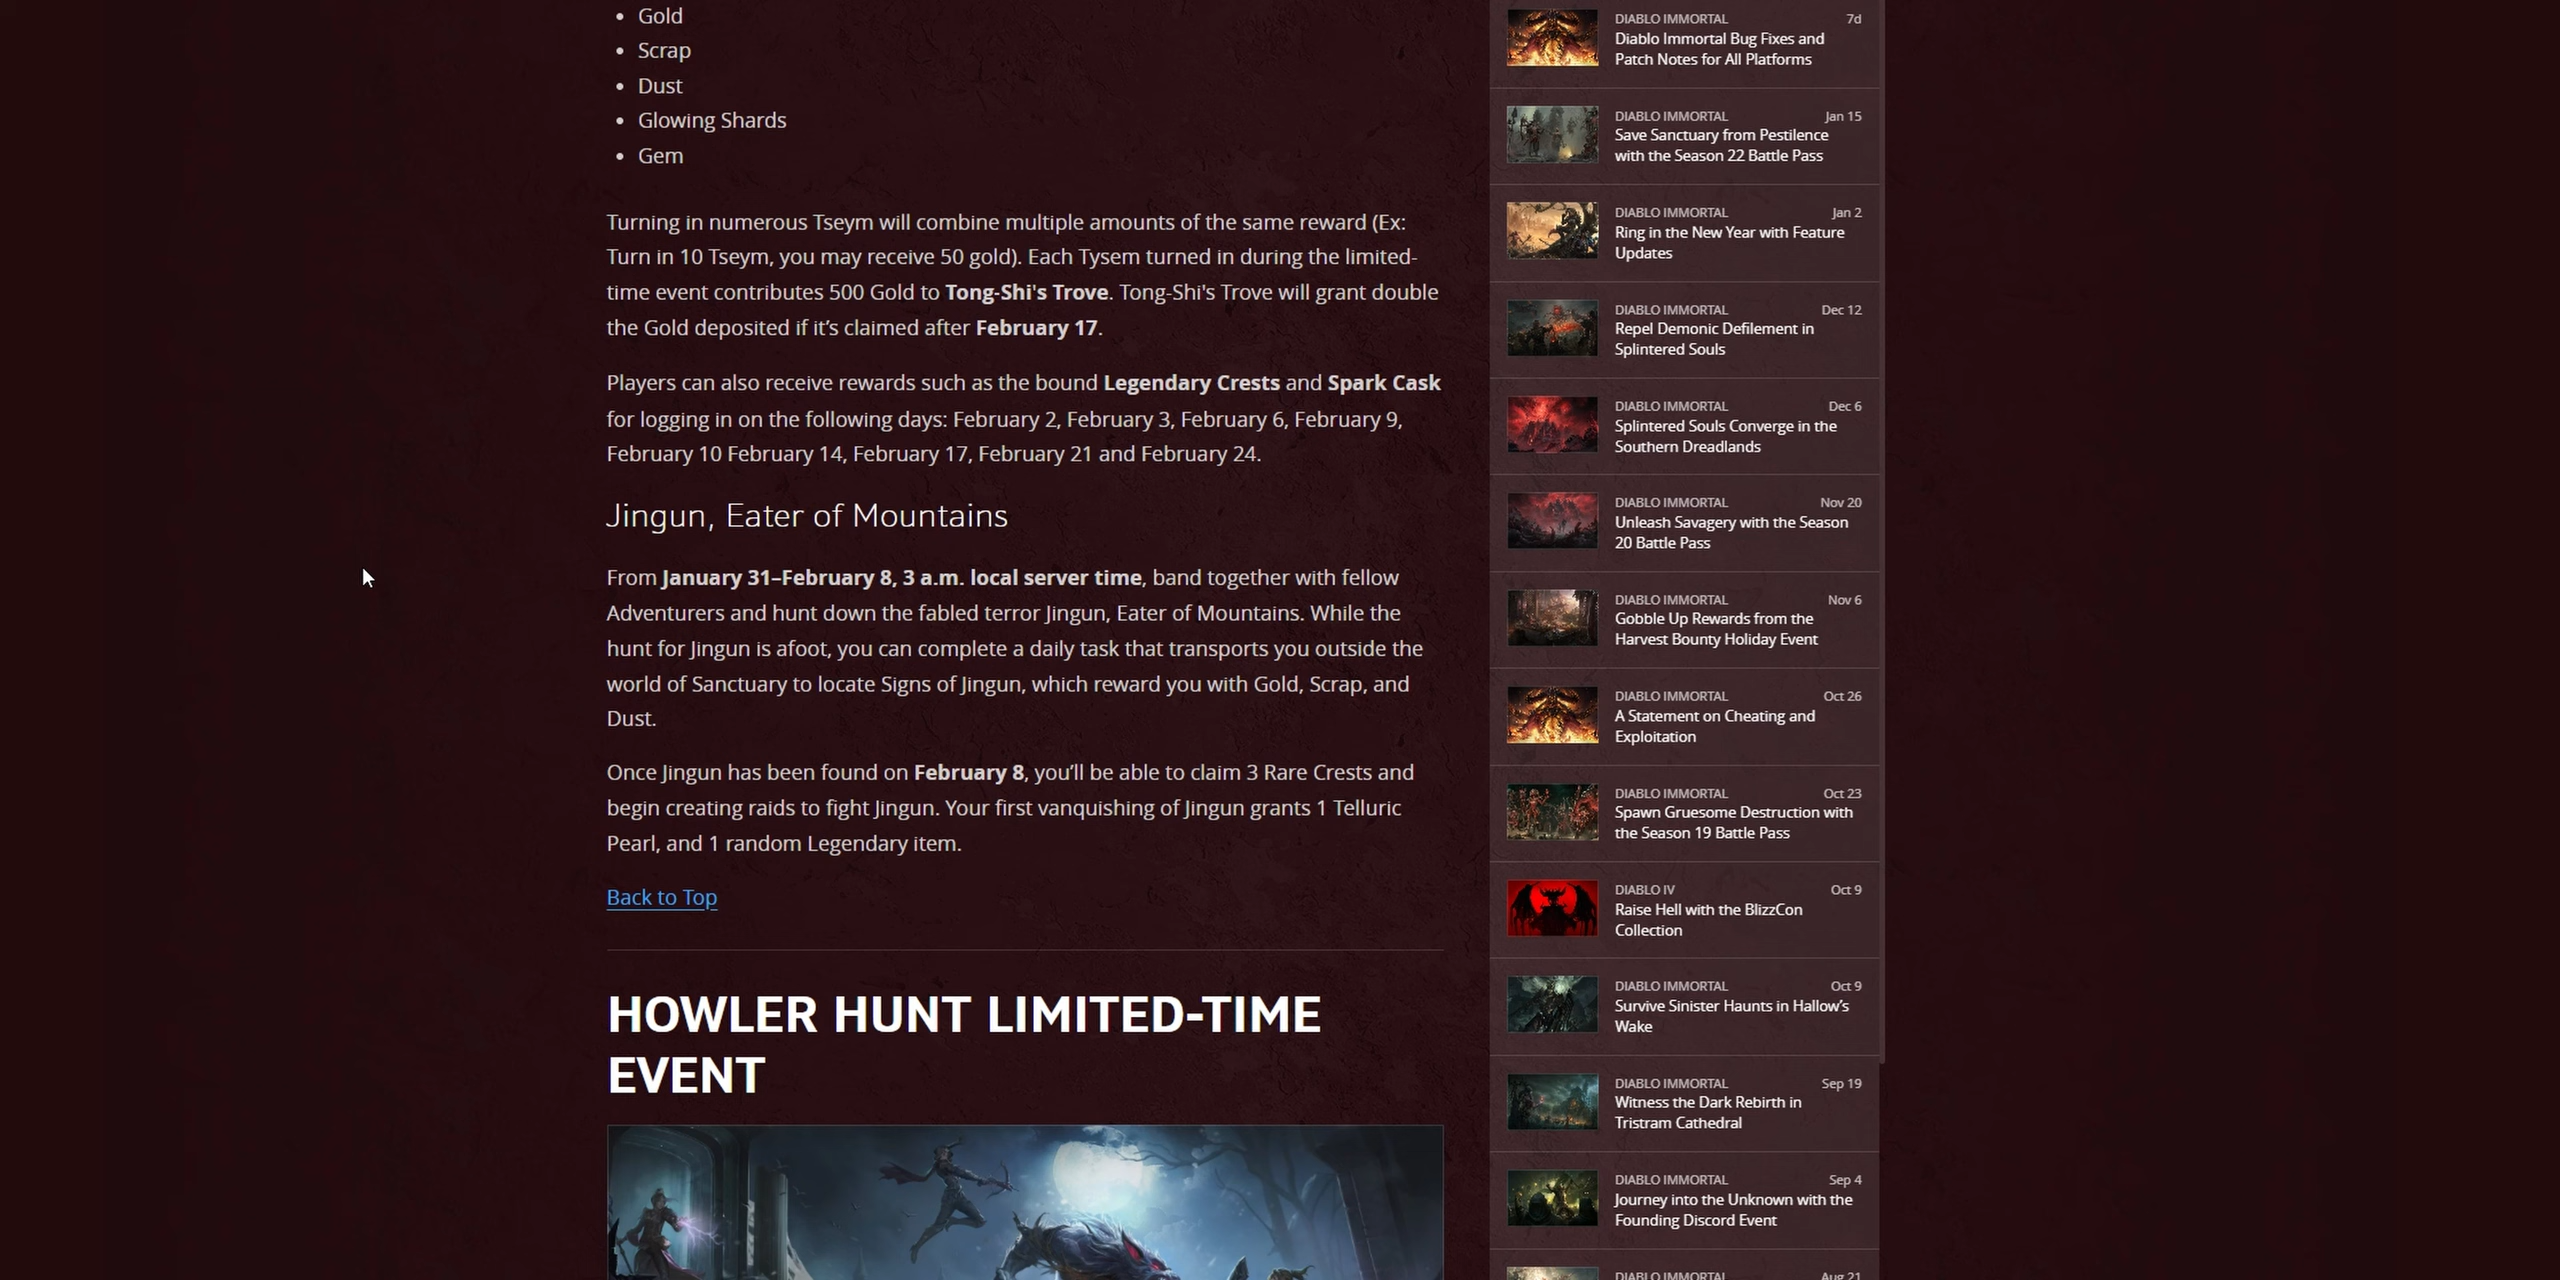 Gold
Scrap
Dust
Glowing Shards
Gem
Turning in numerous Tseym will combine multiple amounts of the same reward (Ex:
Turn in 10 Tseym, you may receive 50 gold). Each Tysem turned in during the limited-
time event contributes 500 Gold to Tong-Shi's Trove. Tong-Shi's Trove will grant double
the Gold deposited if it’s claimed after February 17.
Players can also receive rewards such as the bound Legendary Crests and Spark Cask
for logging in on the following days: February 2, February 3, February 6, February 9,
February 10 February 14, February 17, February 21 and February 24.
Jingun, Eater of Mountains
From January 31–February 8, 3 a.m. local server time, band together with fellow
Adventurers and hunt down the fabled terror Jingun, Eater of Mountains. While the
hunt for Jingun is afoot, you can complete a daily task that transports you outside the
world of Sanctuary to locate Signs of Jingun, which reward you with Gold, Scrap, and
Dust.
Once Jingun has been found on February 8, you’ll be able to claim 3 Rare Crests and
begin creating raids to fight Jingun. Your first vanquishing of Jingun grants 1 Telluric
Pearl, and 1 random Legendary item.
Back to Top
HOWLER HUNT LIMITED-TIME
EVENT
DIABLO IMMORTAL 7d
Diablo Immortal Bug Fixes and
Patch Notes for All Platforms
DIABLO IMMORTAL Jan 15
Save Sanctuary from Pestilence
with the Season 22 Battle Pass
DIABLO IMMORTAL Jan 2
Ring in the New Year with Feature
Updates
DIABLO IMMORTAL Dec 12
Repel Demonic Defilement in
Splintered Souls
DIABLO IMMORTAL Dec 6
Splintered Souls Converge in the
Southern Dreadlands
DIABLO IMMORTAL Nov 20
Unleash Savagery with the Season
20 Battle Pass
DIABLO IMMORTAL Nov 6
Gobble Up Rewards from the
Harvest Bounty Holiday Event
DIABLO IMMORTAL Oct 26
A Statement on Cheating and
Exploitation
DIABLO IMMORTAL Oct 23
Spawn Gruesome Destruction with
the Season 19 Battle Pass
DIABLO IV Oct 9
Raise Hell with the BlizzCon
Collection
DIABLO IMMORTAL Oct 9
Survive Sinister Haunts in Hallow’s
Wake
DIABLO IMMORTAL Sep 19
Witness the Dark Rebirth in
Tristram Cathedral
DIABLO IMMORTAL Sep 4
Journey into the Unknown with the
Founding Discord Event
DIABLO IMMORTAL Aug 21